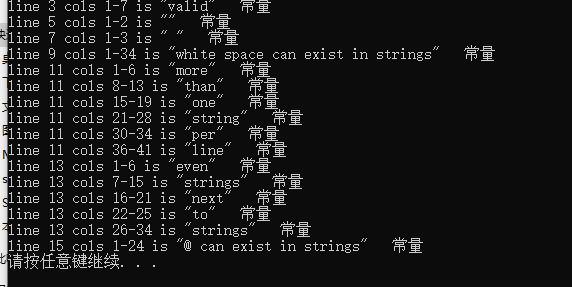 line 3 cols 1-7 is "valid"   常量
line 5 cols 1-2 is ""   常量
line 7 cols 1-3 is " "   常量
line 9 cols 1-34 is "white space can exist in strings"   常量
line 11 cols 1-6 is "more"   常量
line 11 cols 8-13 is "than"   常量
line 11 cols 15-19 is "one"   常量
line 11 cols 21-28 is "string"   常量
line 11 cols 30-34 is "per"   常量
line 11 cols 36-41 is "line"   常量
line 13 cols 1-6 is "even"   常量
line 13 cols 7-15 is "strings"   常量
line 13 cols 16-21 is "next"   常量
line 13 cols 22-25 is "to"   常量
line 13 cols 26-34 is "strings"   常量
line 15 cols 1-24 is "@ can exist in strings"   常量
请按任意键继续. . .